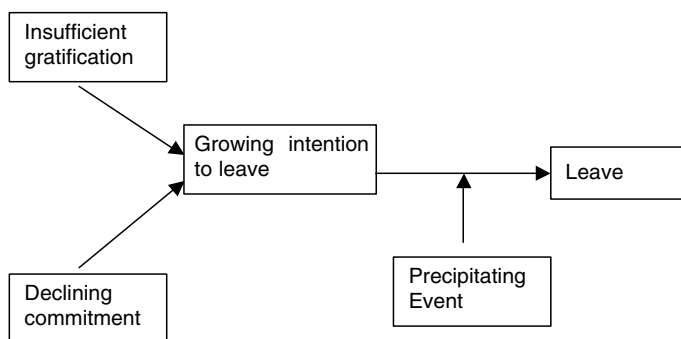 Insufficient
gratification
Growing intention
to leave
Leave
Declining
commitment
Precipitating
Event